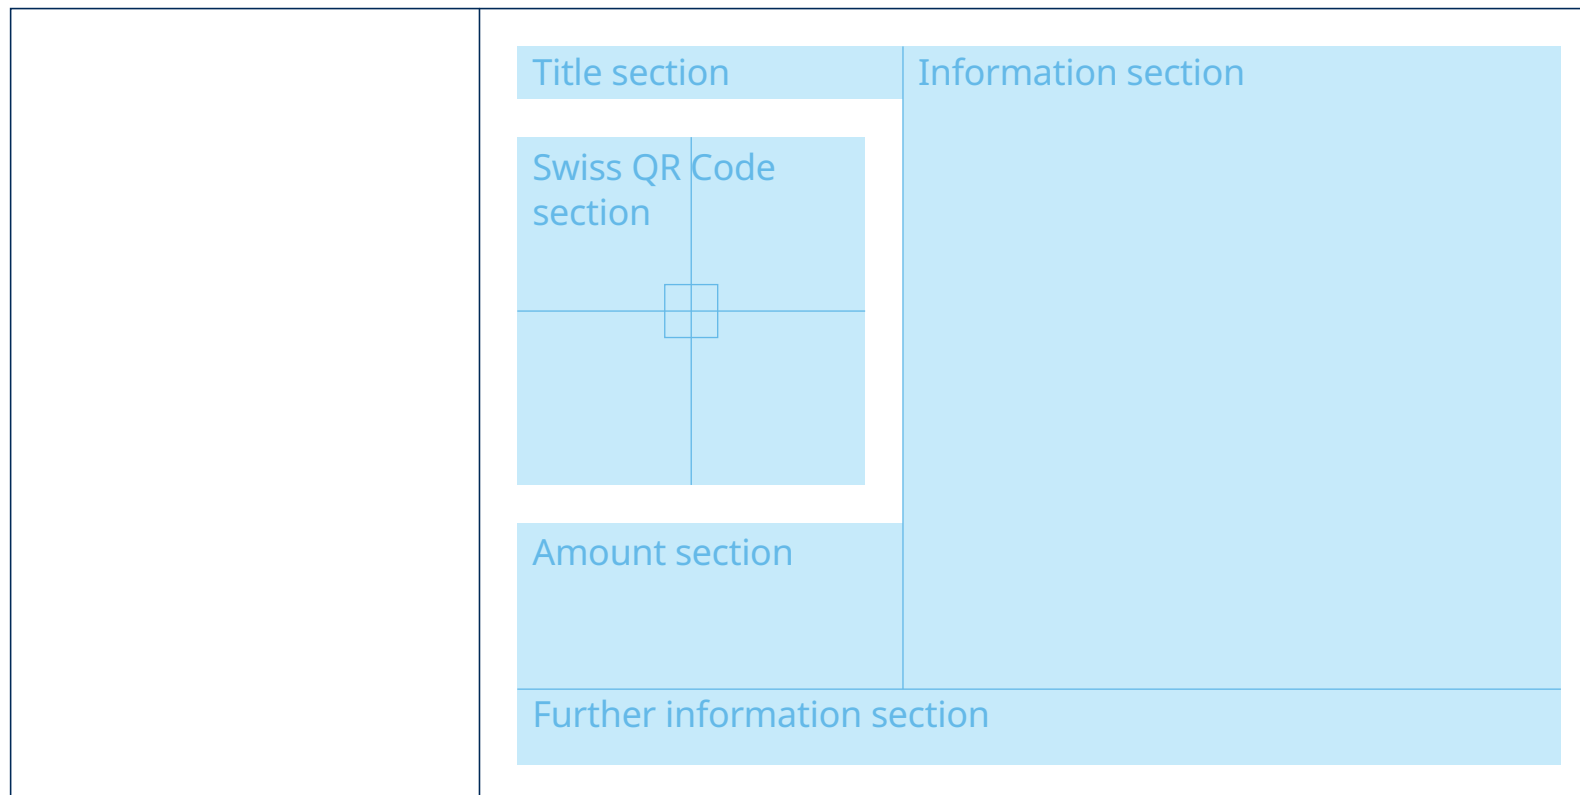 Title section
Information section
Swiss QR Code
section
Amount section
Further information section